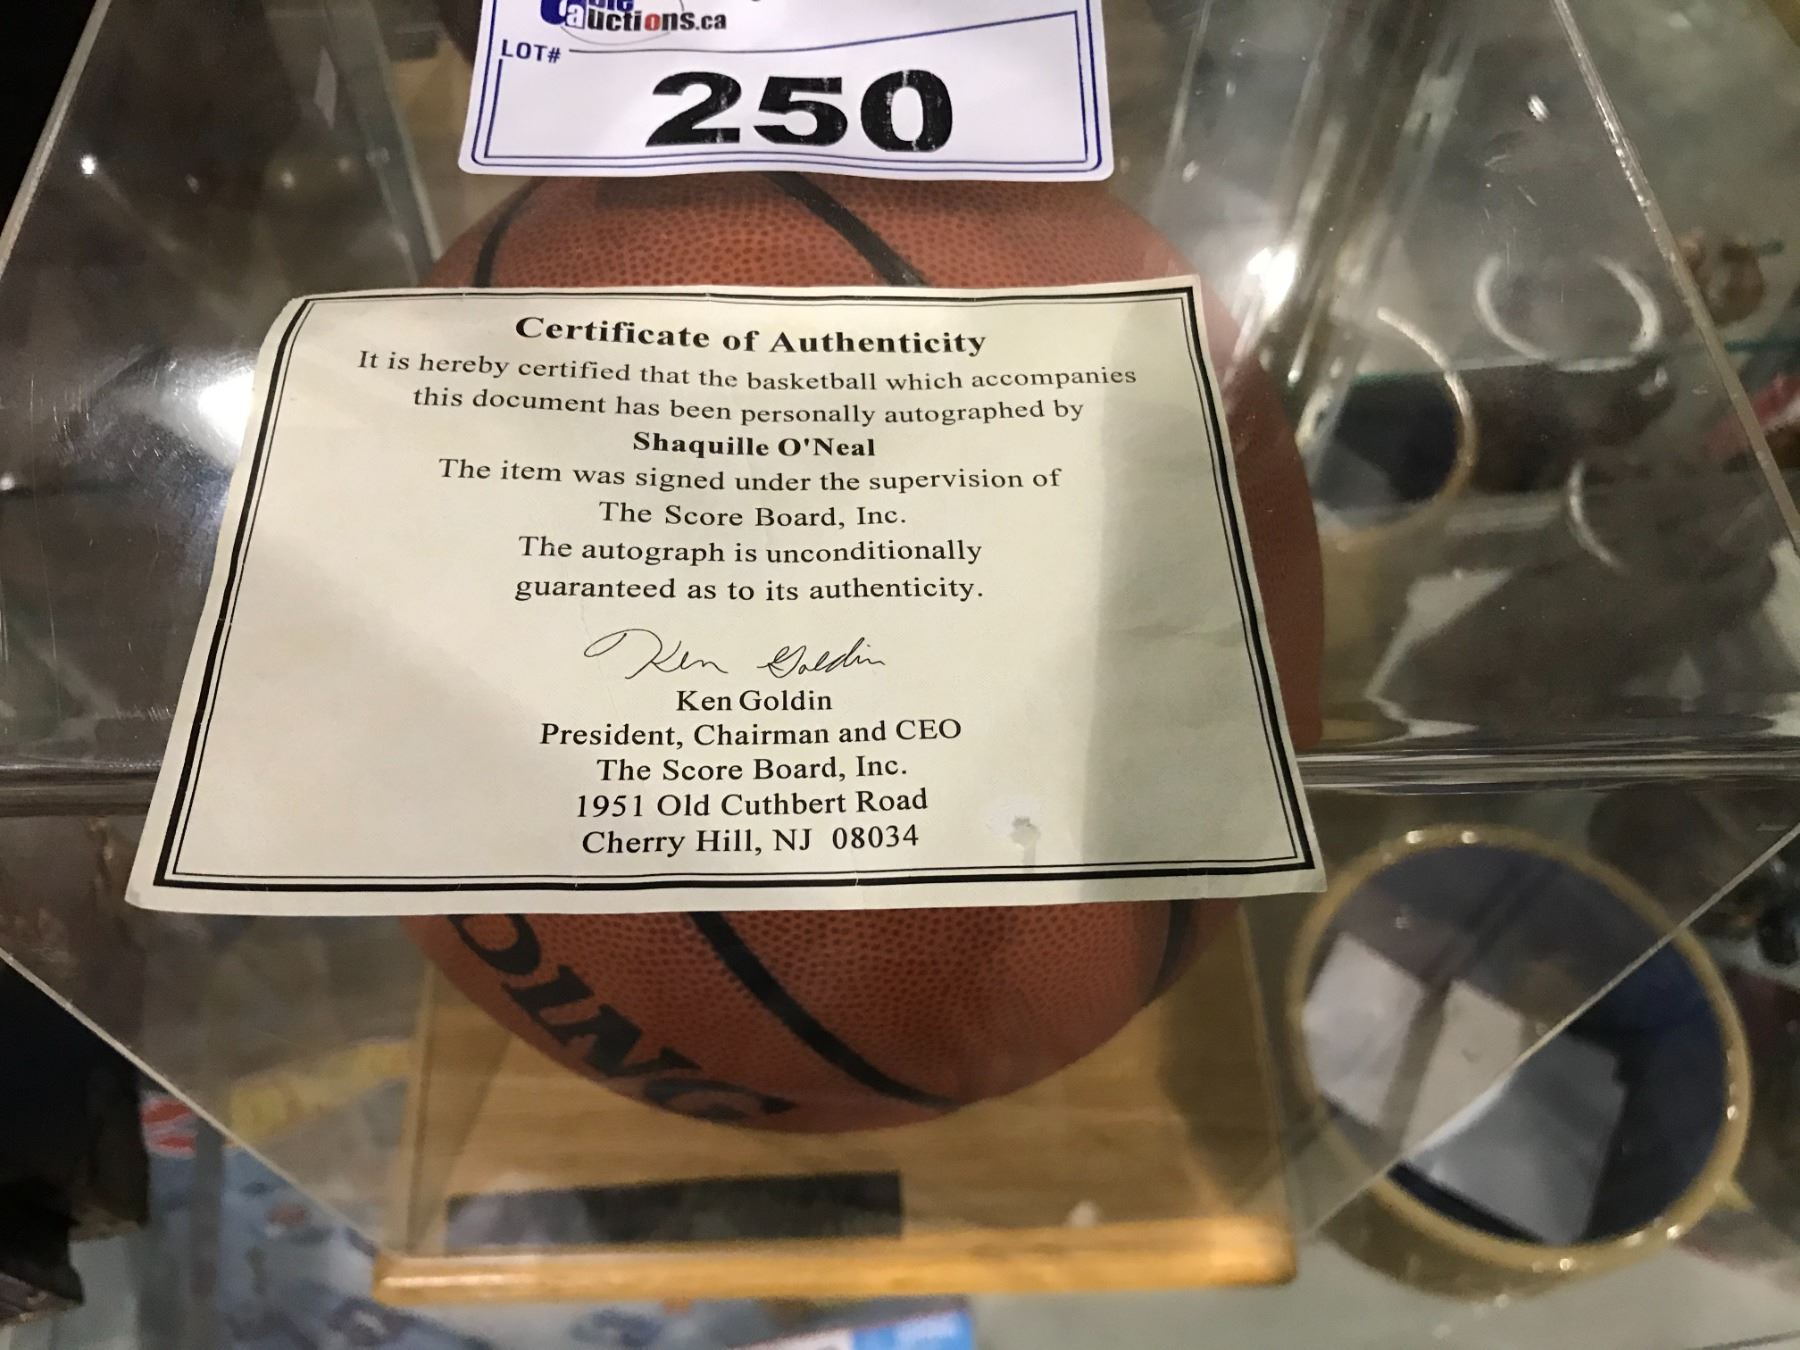 auctions.ca
LOT#
250
Certificate of Authenticity
It is hereby certified that the basketball which accompanies
this document has been personally autographed by
Shaquille O'Neal
The item was signed under the supervision of
The Score Board, Inc.
The autograph is unconditionally
guaranteed as to its authenticity.
Ken Goldin
Ken Goldin
President, Chairman and CEO
The Score Board, Inc.
1951 Old Cuthbert Road
Cherry Hill, NJ 08034
DING